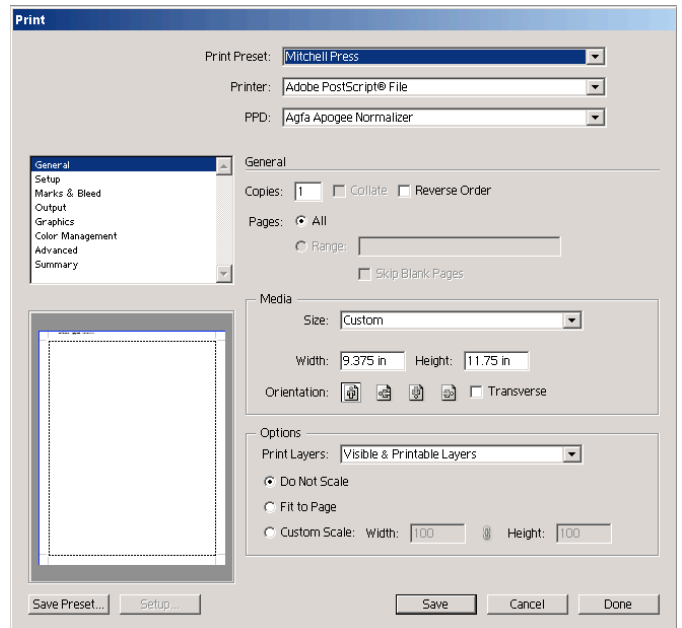 Print
Print Preset: Mitchell Press
Printer: Adobe PostScript® File
PPD: Agfa Apogee Normalizer
General
Setup
Marks & Bleed
Output
Graphics
Color Management
Advanced
Summary
General
Copies: 1 Collate Reverse Order
Pages: All
Range:
Skip Blank Pages
Media
Size: Custom
Width: 9.375 in Height: 11.75 in
Orientation: Transverse
Options
Print Layers: Visible & Printable Layers
Do Not Scale
Fit to Page
Custom Scale: Width: 100 Height: 100
Save Preset... Setup... Save Cancel Done